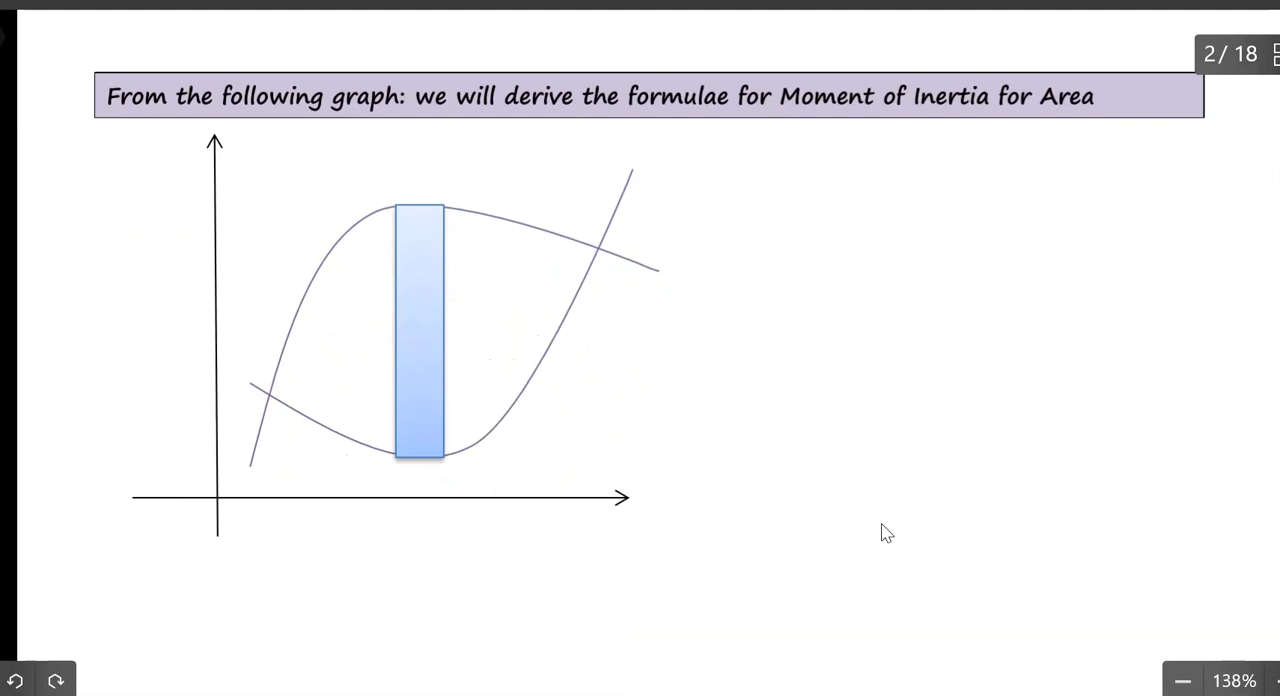 2/ 18
From the following graph: we will derive the formulae for Moment of Inertia for Area
138%